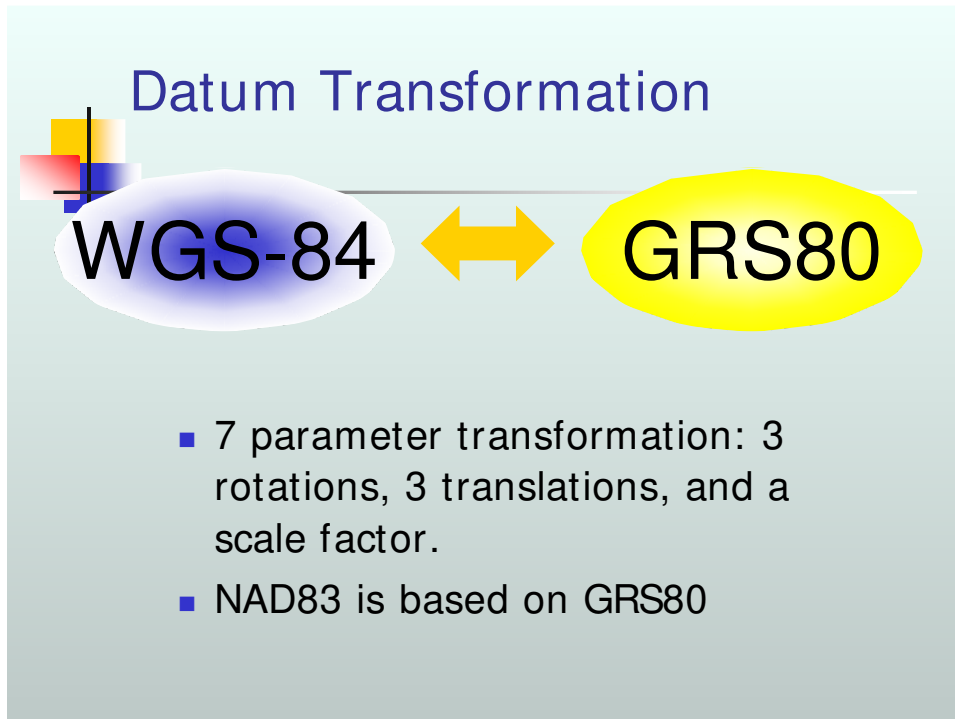 Datum Transformation
WGS-84
GRS80
7 parameter transformation: 3
rotations, 3 translations, and a
scale factor.
NAD83 is based on GRS80